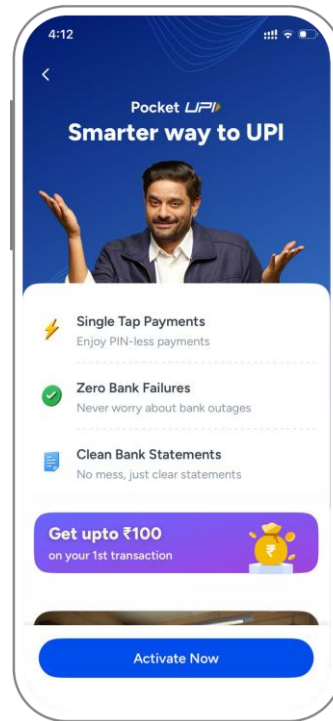 4:12
Pocket UPI
Smarter way to UPI
Single Tap Payments
Enjoy PIN-less payments
Zero Bank Failures
Never worry about bank outages
Clean Bank Statements
No mess, just clear statements
Get upto ₹100
on your 1st transaction
₹
Activate Now